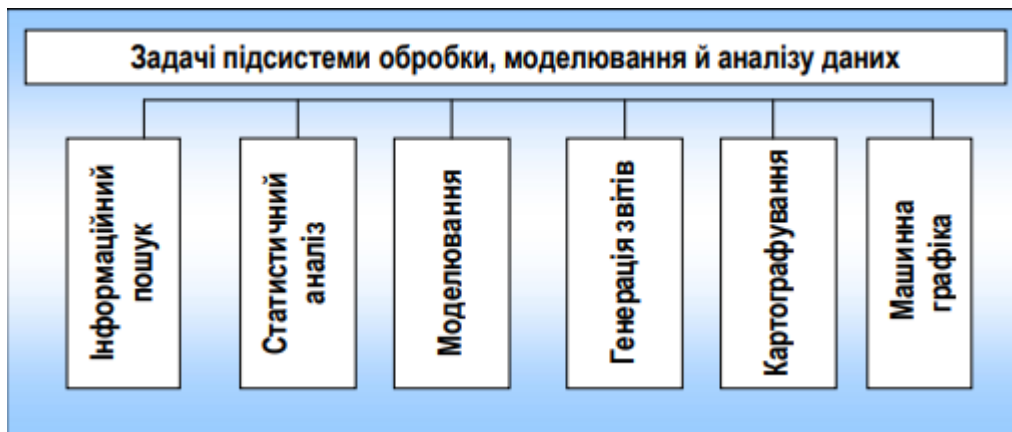 Задачі підсистеми обробки, моделювання й аналізу даних
Інформаційний
пошук
Статистичний
аналіз
Моделювання
Генерація звітів
Картографування
Машинна
графіка